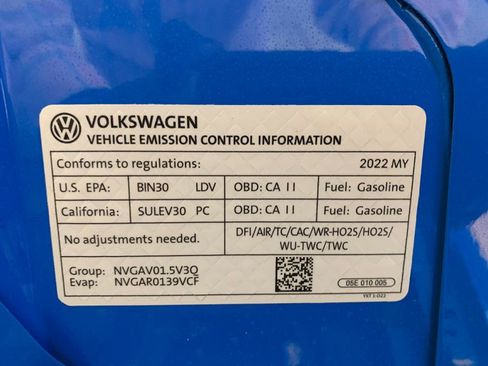 VOLKSWAGEN
VEHICLE EMISSION CONTROL INFORMATION
Conforms to regulations: 2022 MY
U.S. EPA: BIN30 LDV OBD: CA II Fuel: Gasoline
California: SULEV30 PC OBD: CA II Fuel: Gasoline
No adjustments needed.
DFI/AIR/TC/CAC/WR-HO2S/HO2S/
WU-TWC/TWC
Group: NVGAV01.5V3Q
Evap: NVGAR0139VCF
05E 010 005